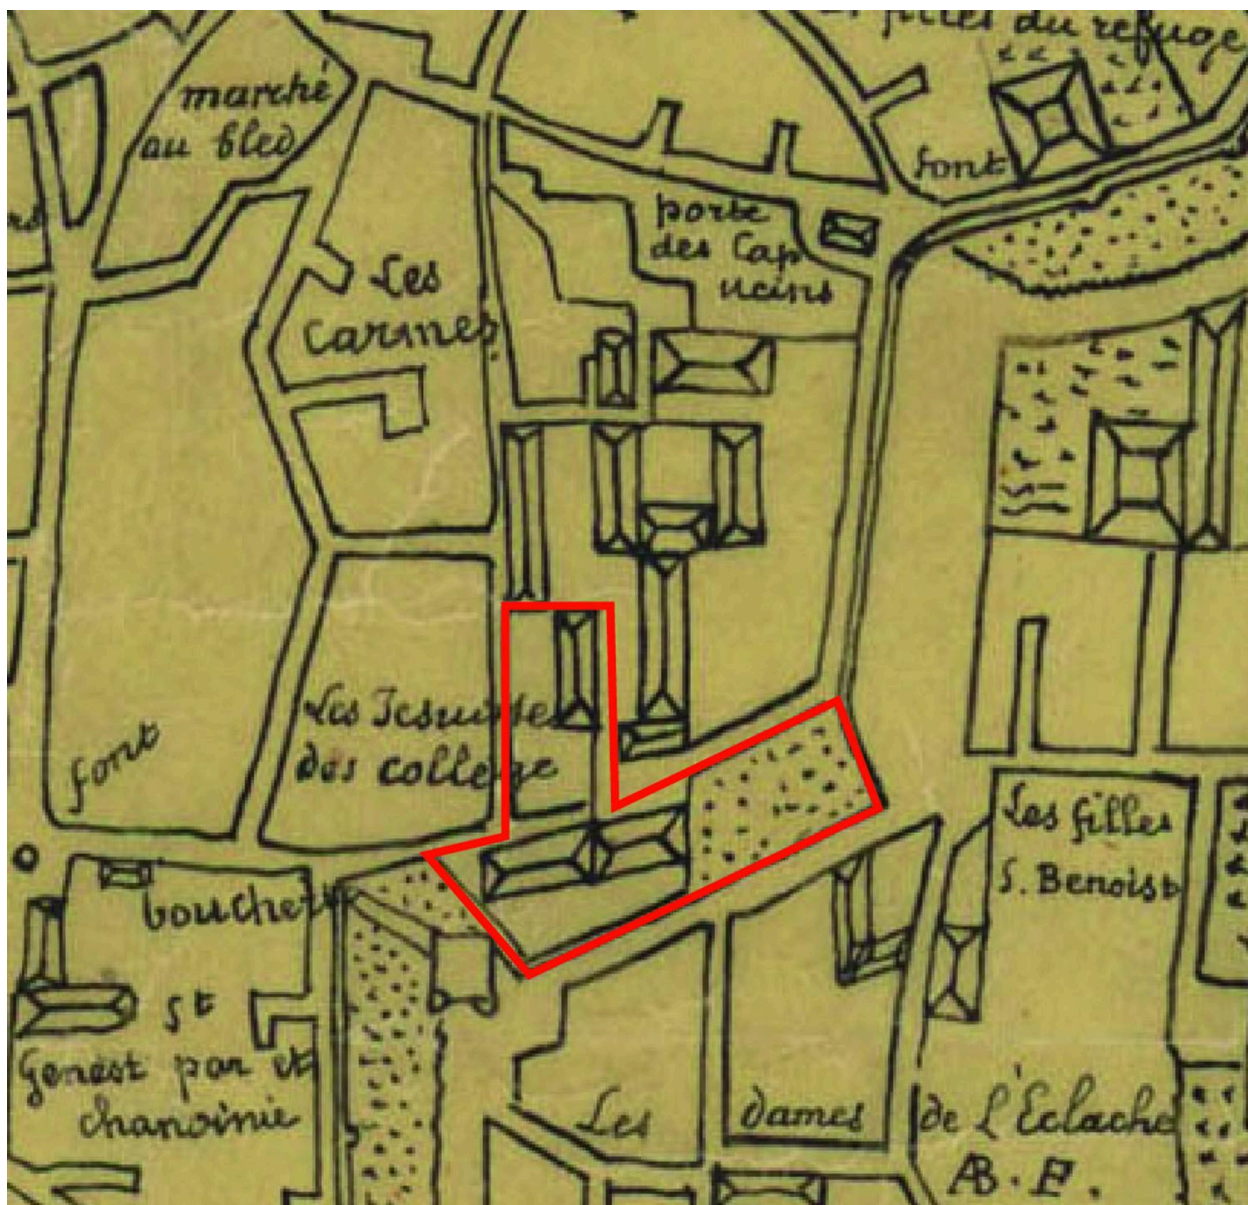 filles du refuge
marché
au bled
font
porte
des Cap
ucins
Les
Carmes
Les Jesuites
des college
font
Les filles
S. Benoist
boucheri
St
Genest par et
chanoinie
Les dames de L'Eclache
AB. F.